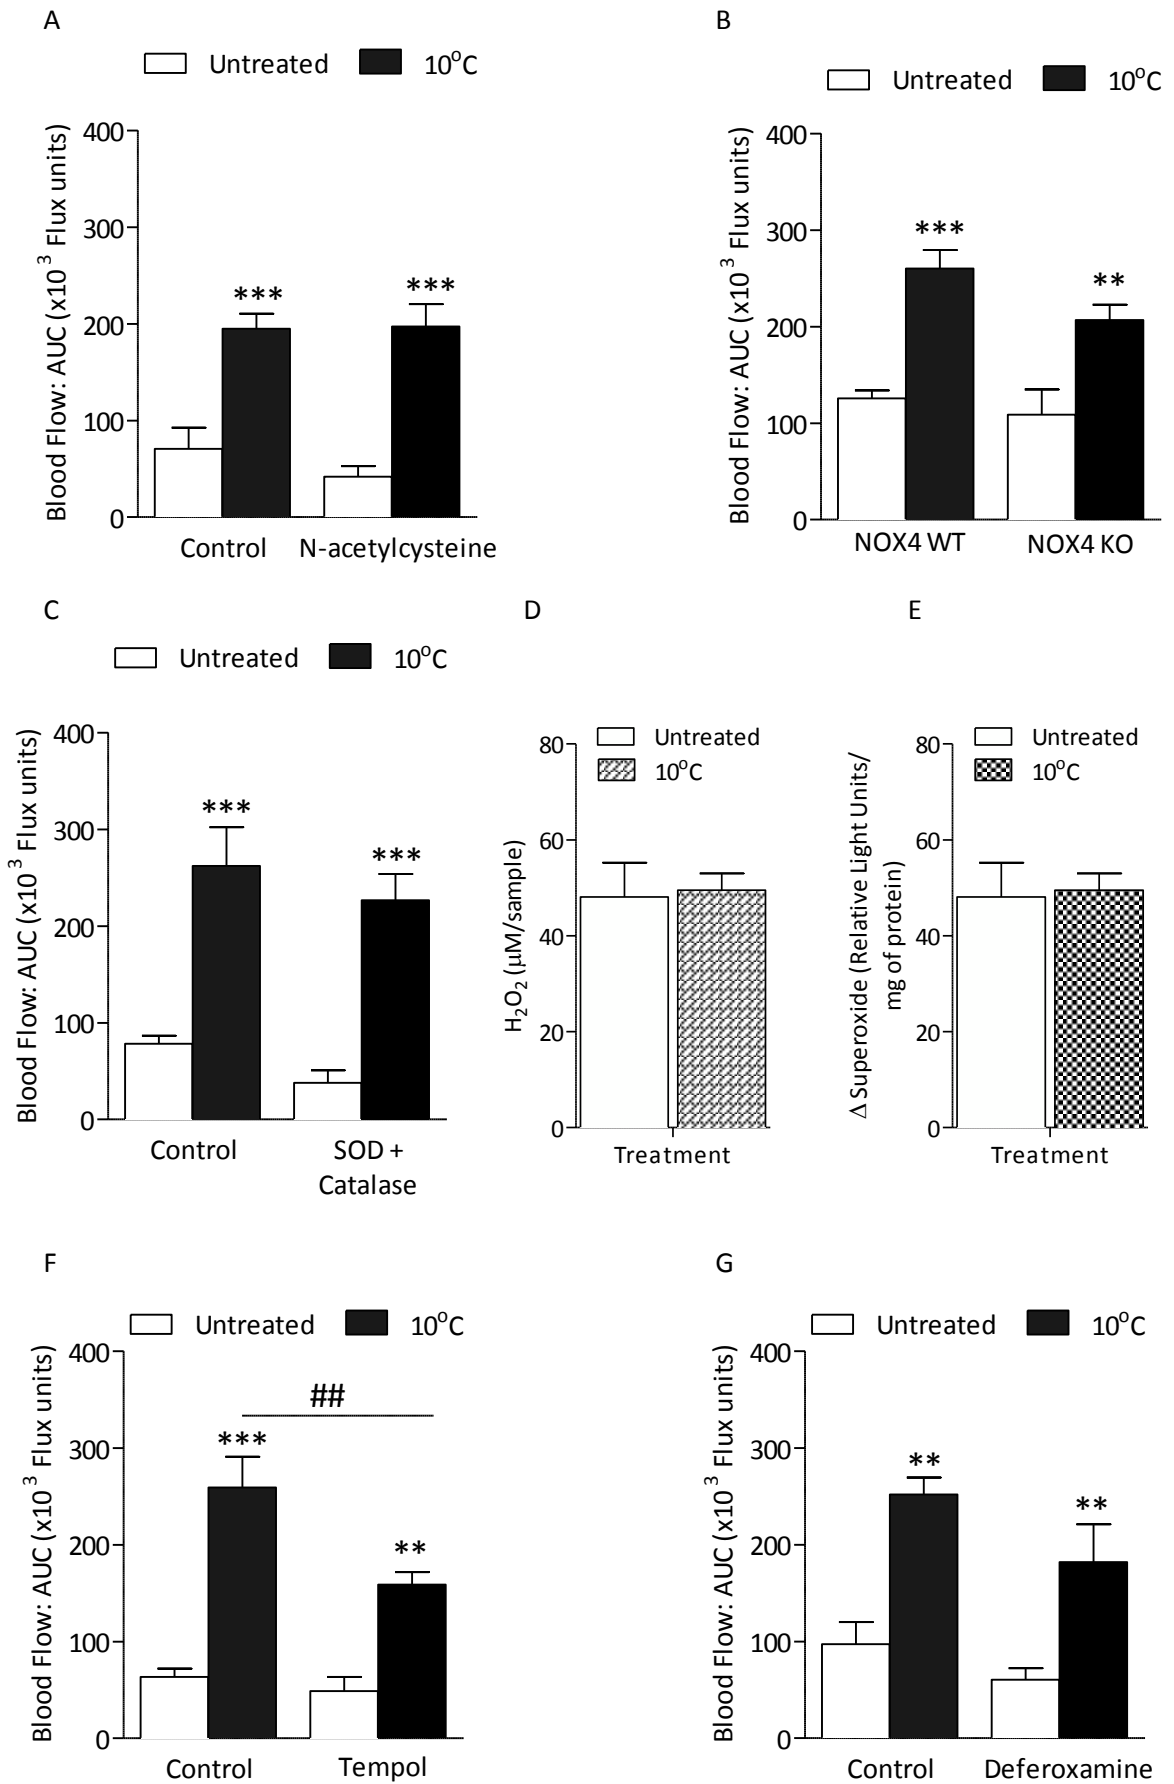 A
Untreated 10°C
Blood Flow: AUC (x10³ Flux units)
400
300
200
100
0
*** ***
Control N-acetylcysteine
B
Untreated 10°C
Blood Flow: AUC (x10³ Flux units)
400
300
200
100
0
*** **
NOX4 WT NOX4 KO
C
Untreated 10°C
Blood Flow: AUC (x10³ Flux units)
400
300
200
100
0
*** ***
Control SOD +
Catalase
D
Untreated
10°C
H₂O₂ (μM/sample)
80
60
40
20
0
Treatment
E
Untreated
10°C
Δ Superoxide (Relative Light Units/
mg of protein)
80
60
40
20
0
Treatment
F
Untreated 10°C
Blood Flow: AUC (x10³ Flux units)
400
300
200
100
0
##
*** **
Control Tempol
G
Untreated 10°C
Blood Flow: AUC (x10³ Flux units)
400
300
200
100
0
** **
Control Deferoxamine